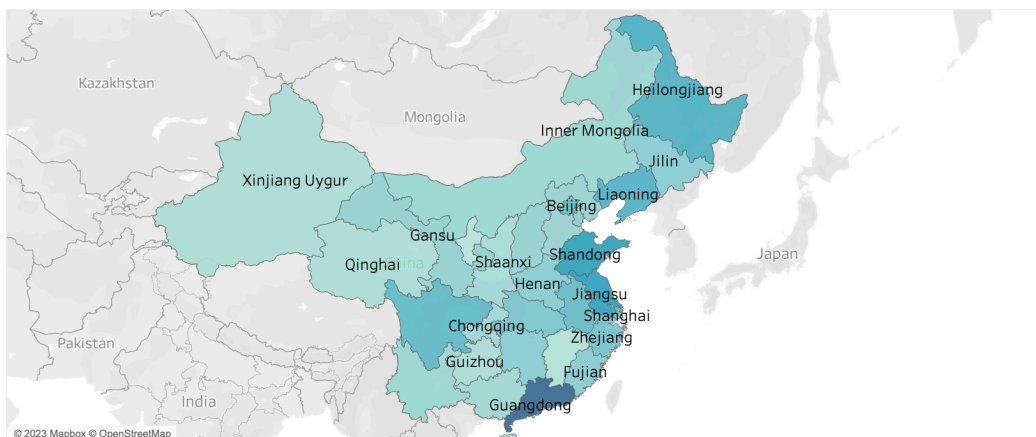 Kazakhstan
Heilongjiang
Mongolia
Inner Mongolia
Jilin
Xinjiang Uygur
Liaoning
Beijing
Gansu
Shandong
Japan
Qinghai
Shaanxi
Henan
Jiangsu
Shanghai
Chongqing
Zhejiang
Pakistan
Guizhou
Fujian
India
Guangdong
© 2023 Mapbox © OpenStreetMap